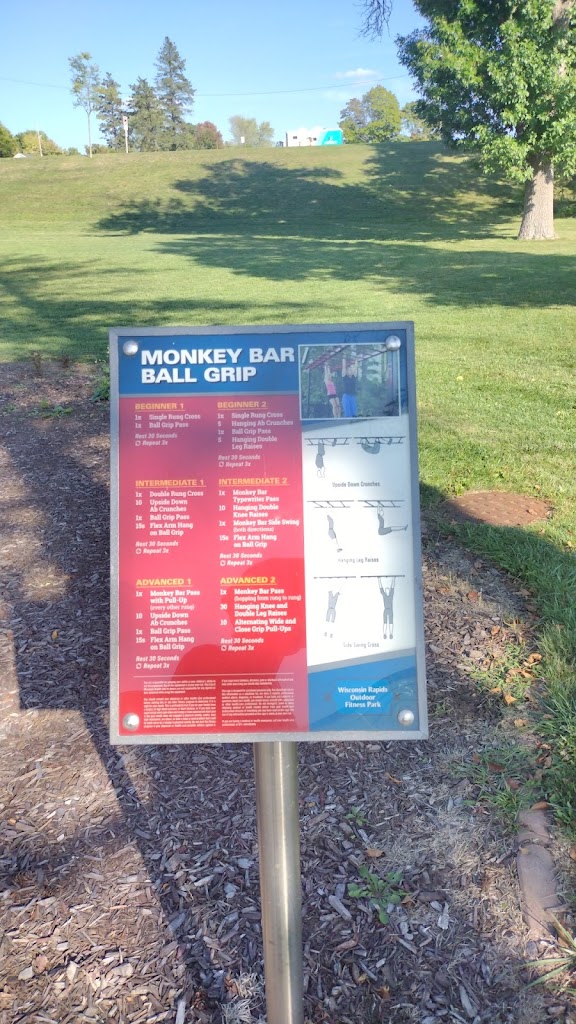 MONKEY BAR
BALL GRIP
BEGINNER 1
1x Single Rung Cross
1x Ball Grip Pass
Rest 30 Seconds
Repeat 3x
BEGINNER 2
1x Single Rung Cross
5 Hanging Ab Crunches
1x Ball Grip Pass
5 Hanging Double
Leg Raises
Rest 30 Seconds
Repeat 3x
INTERMEDIATE 1
1x Double Rung Cross
10 Upside Down
Ab Crunches
1x Ball Grip Pass
15s Flex Arm Hang
on Ball Grip
Rest 30 Seconds
Repeat 3x
INTERMEDIATE 2
1x Monkey Bar
Typewriter Pass
10 Hanging Double
Knee Raises
1x Monkey Bar Side Swing
(both directions)
15s Flex Arm Hang
on Ball Grip
Rest 30 Seconds
Repeat 3x
ADVANCED 1
1x Monkey Bar Pass
with Pull-Up
(every other rung)
10 Upside Down
Ab Crunches
1x Ball Grip Pass
15s Flex Arm Hang
on Ball Grip
Rest 30 Seconds
Repeat 3x
ADVANCED 2
1x Monkey Bar Pass
(hopping from rung to rung)
30 Hanging Knee and
Double Leg Raises
10 Alternating Wide and
Close Grip Pull-Ups
Rest 30 Seconds
Repeat 3x
Upside Down Crunches
Hanging Leg Raises
Side Swing Cross
Wisconsin Rapids
Outdoor
Fitness Park